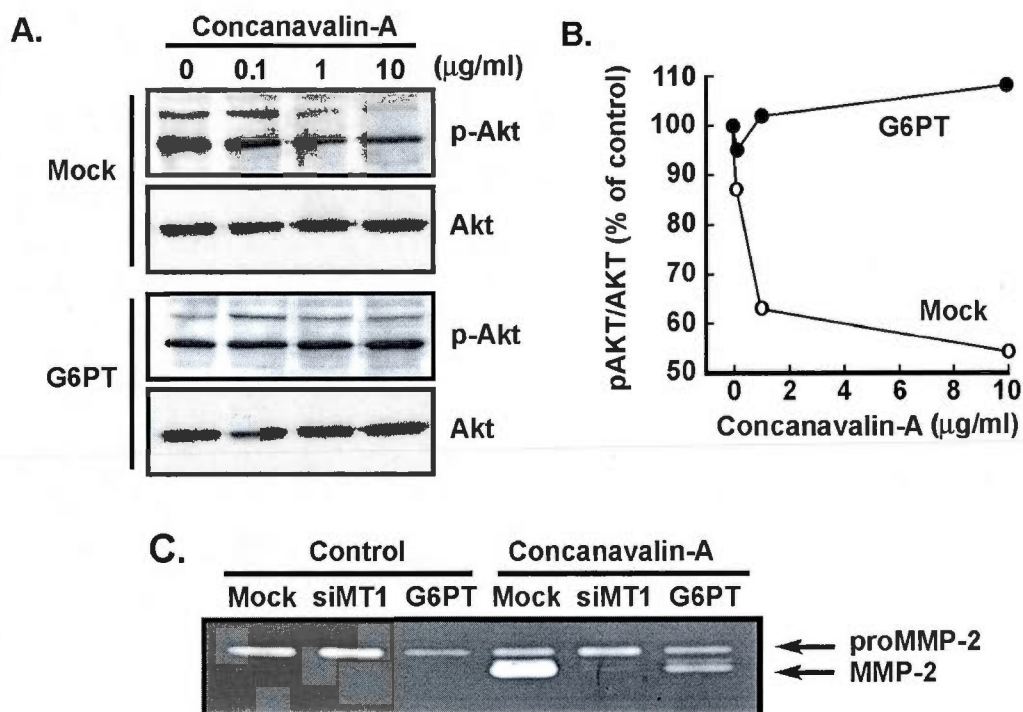 A.
Concanavalin-A
0 0.1 1 10 (µg/ml)
Mock
p-Akt
Akt
G6PT
p-Akt
Akt
B.
pAKT/AKT (% of control)
110
100
90
80
70
60
50
G6PT
Mock
0 2 4 6 8 10
Concanavalin-A (µg/ml)
C.
Control Concanavalin-A
Mock siMT1 G6PT Mock siMT1 G6PT
proMMP-2
MMP-2